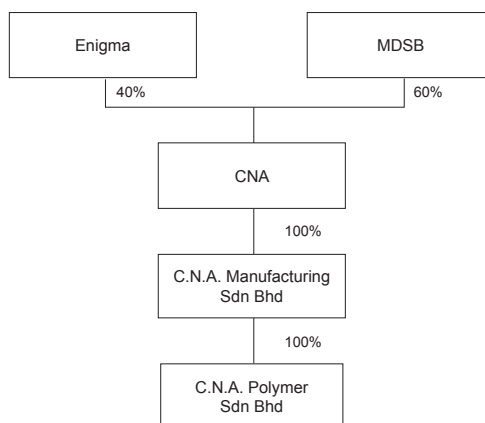 Enigma
MDSB
40%
60%
CNA
100%
C.N.A. Manufacturing
Sdn Bhd
100%
C.N.A. Polymer
Sdn Bhd